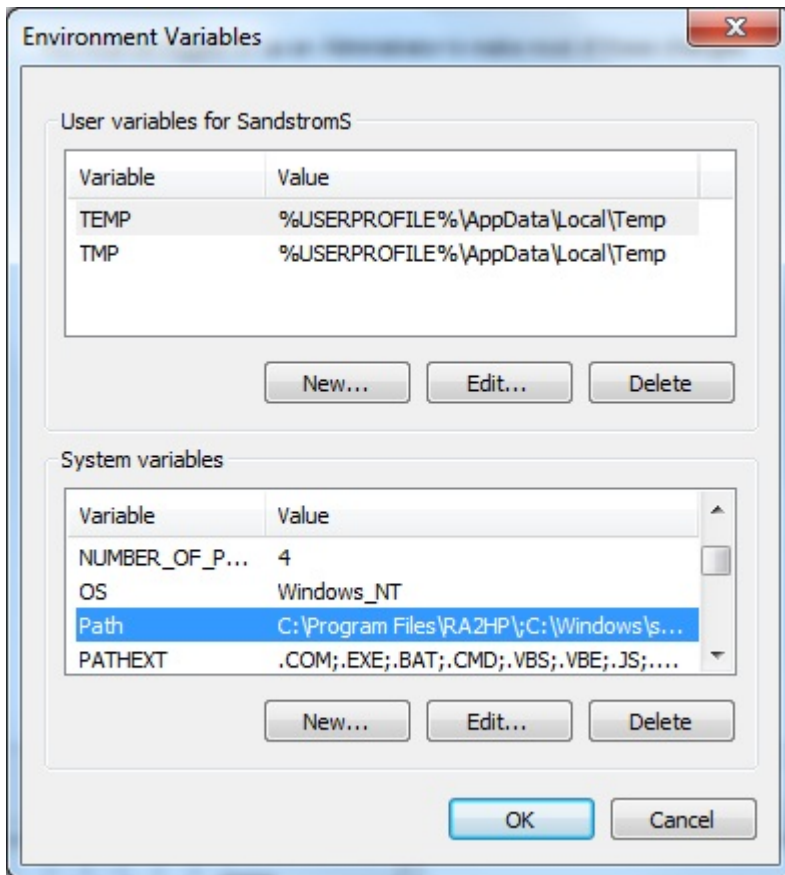 Environment Variables
User variables for SandstromS
Variable Value
TEMP %USERPROFILE%\AppData\Local\Temp
TMP %USERPROFILE%\AppData\Local\Temp
New... Edit... Delete
System variables
Variable Value
NUMBER_OF_P... 4
OS Windows_NT
Path C:\Program Files\RA2HP\;C:\Windows\s...
PATHEXT .COM;.EXE;.BAT;.CMD;.VBS;.VBE;.JS;....
New... Edit... Delete
OK Cancel